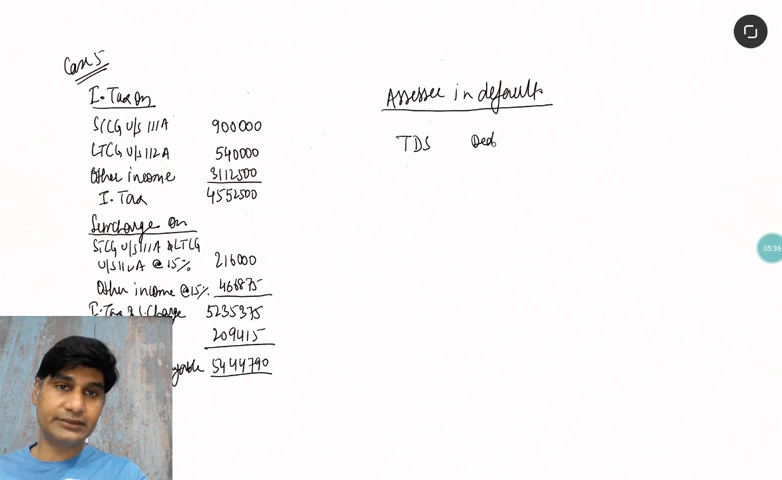 Case 5
I. Tax on
STCG u/s 111A 900000
LTCG u/s 112A 540000
Other income 3112500
I. Tax 4552500
Surcharge on
STCG u/s 111A & LTCG
u/s 112A @ 15% 216000
Other income @ 15% 466875
I. Tax & S. Charge 5235375
209415
5444790
Assessee in default
TDS Ded
05:36